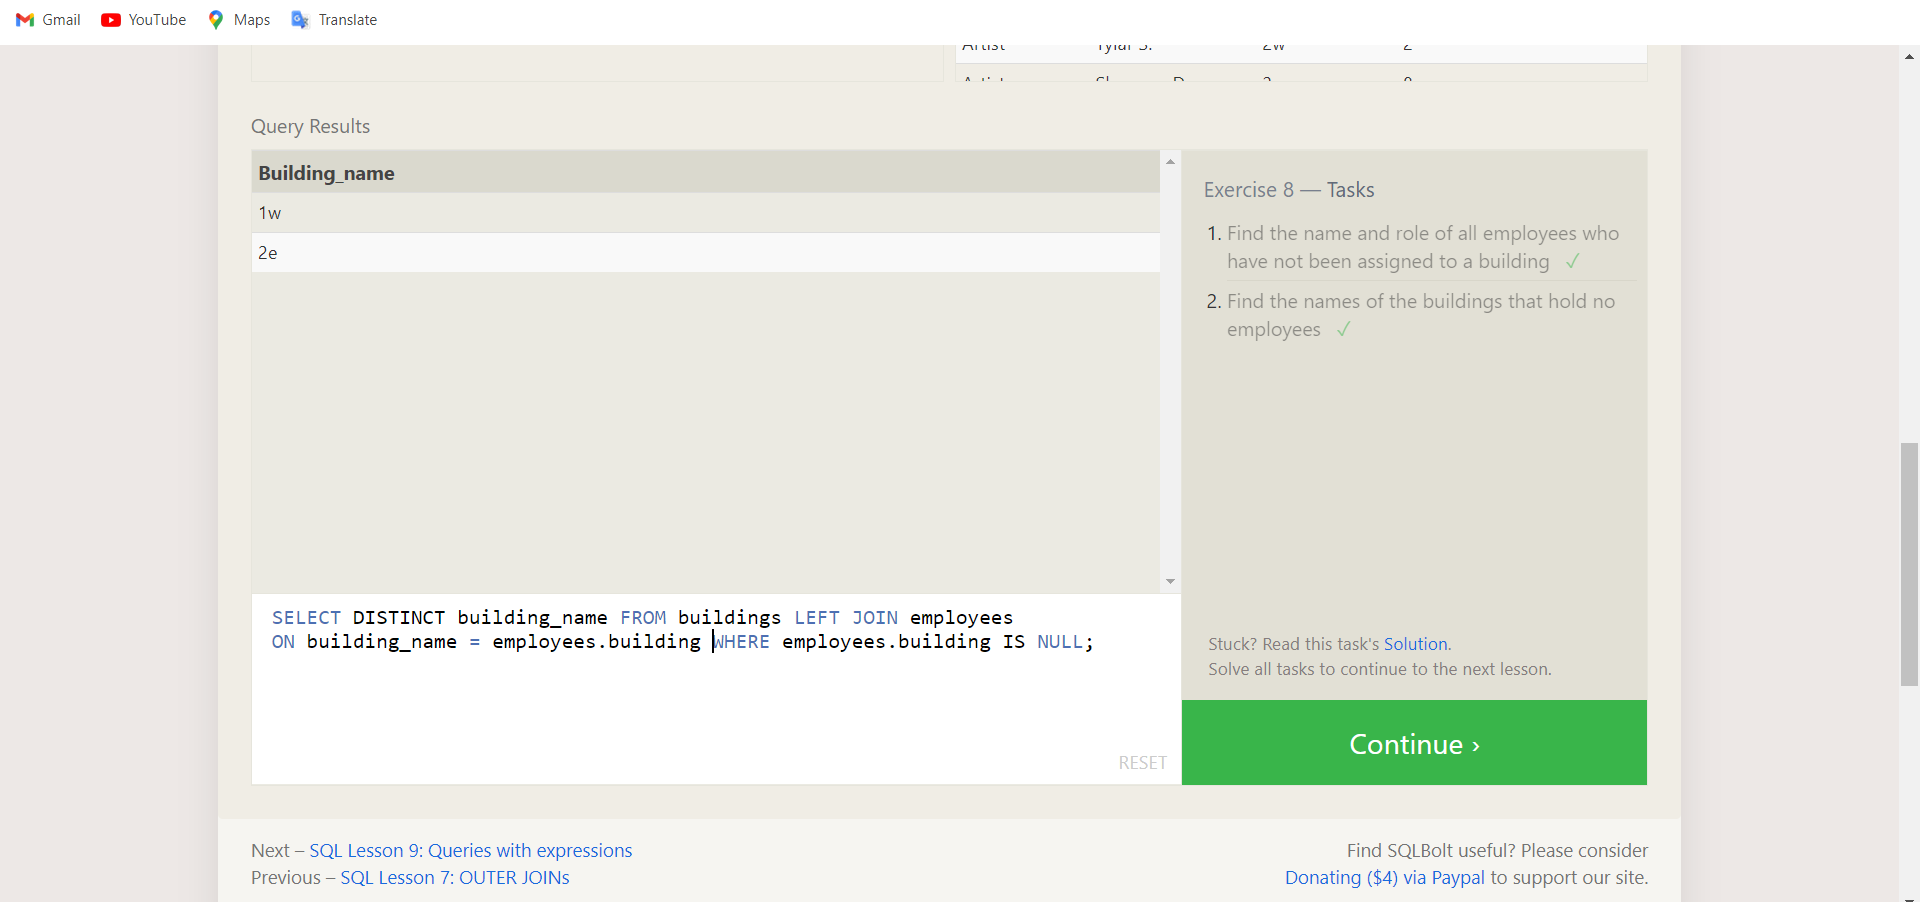 Gmail YouTube Maps Translate
Artist Tylar S. 2w 2
Query Results
Building_name
1w
2e
Exercise 8 — Tasks
1. Find the name and role of all employees who
have not been assigned to a building ✓
2. Find the names of the buildings that hold no
employees ✓
SELECT DISTINCT building_name FROM buildings LEFT JOIN employees
ON building_name = employees.building WHERE employees.building IS NULL;
RESET
Stuck? Read this task's Solution.
Solve all tasks to continue to the next lesson.
Continue ›
Next – SQL Lesson 9: Queries with expressions
Previous – SQL Lesson 7: OUTER JOINs
Find SQLBolt useful? Please consider
Donating ($4) via Paypal to support our site.